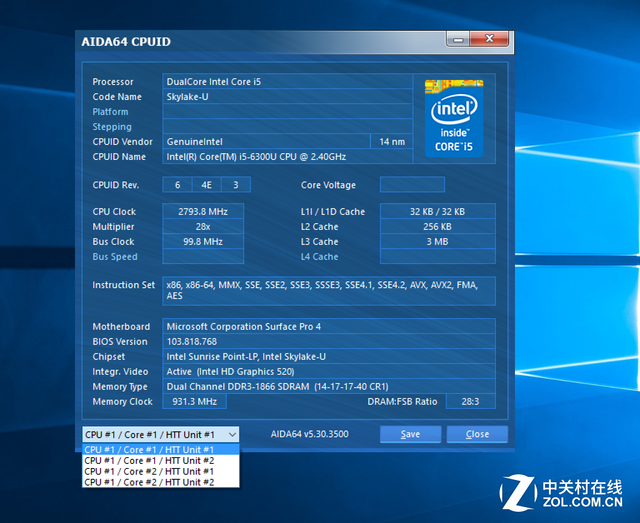 AIDA64 CPUID
Processor DualCore Intel Core i5
Code Name Skylake-U
Platform
Stepping
CPUID Vendor GenuineIntel 14 nm
CPUID Name Intel(R) Core(TM) i5-6300U CPU @ 2.40GHz
intel inside™ CORE™ i5
CPUID Rev. 6 4E 3 Core Voltage
CPU Clock 2793.8 MHz L1I / L1D Cache 32 KB / 32 KB
Multiplier 28x L2 Cache 256 KB
Bus Clock 99.8 MHz L3 Cache 3 MB
Bus Speed L4 Cache
Instruction Set x86, x86-64, MMX, SSE, SSE2, SSE3, SSSE3, SSE4.1, SSE4.2, AVX, AVX2, FMA,
AES
Motherboard Microsoft Corporation Surface Pro 4
BIOS Version 103.818.768
Chipset Intel Sunrise Point-LP, Intel Skylake-U
Integr. Video Active (Intel HD Graphics 520)
Memory Type Dual Channel DDR3-1866 SDRAM (14-17-17-40 CR1)
Memory Clock 931.3 MHz DRAM:FSB Ratio 28:3
CPU #1 / Core #1 / HTT Unit #1 AIDA64 v5.30.3500 Save Close
CPU #1 / Core #1 / HTT Unit #1
CPU #1 / Core #1 / HTT Unit #2
CPU #1 / Core #2 / HTT Unit #1
CPU #1 / Core #2 / HTT Unit #2
Z 中关村在线
ZOL.COM.CN